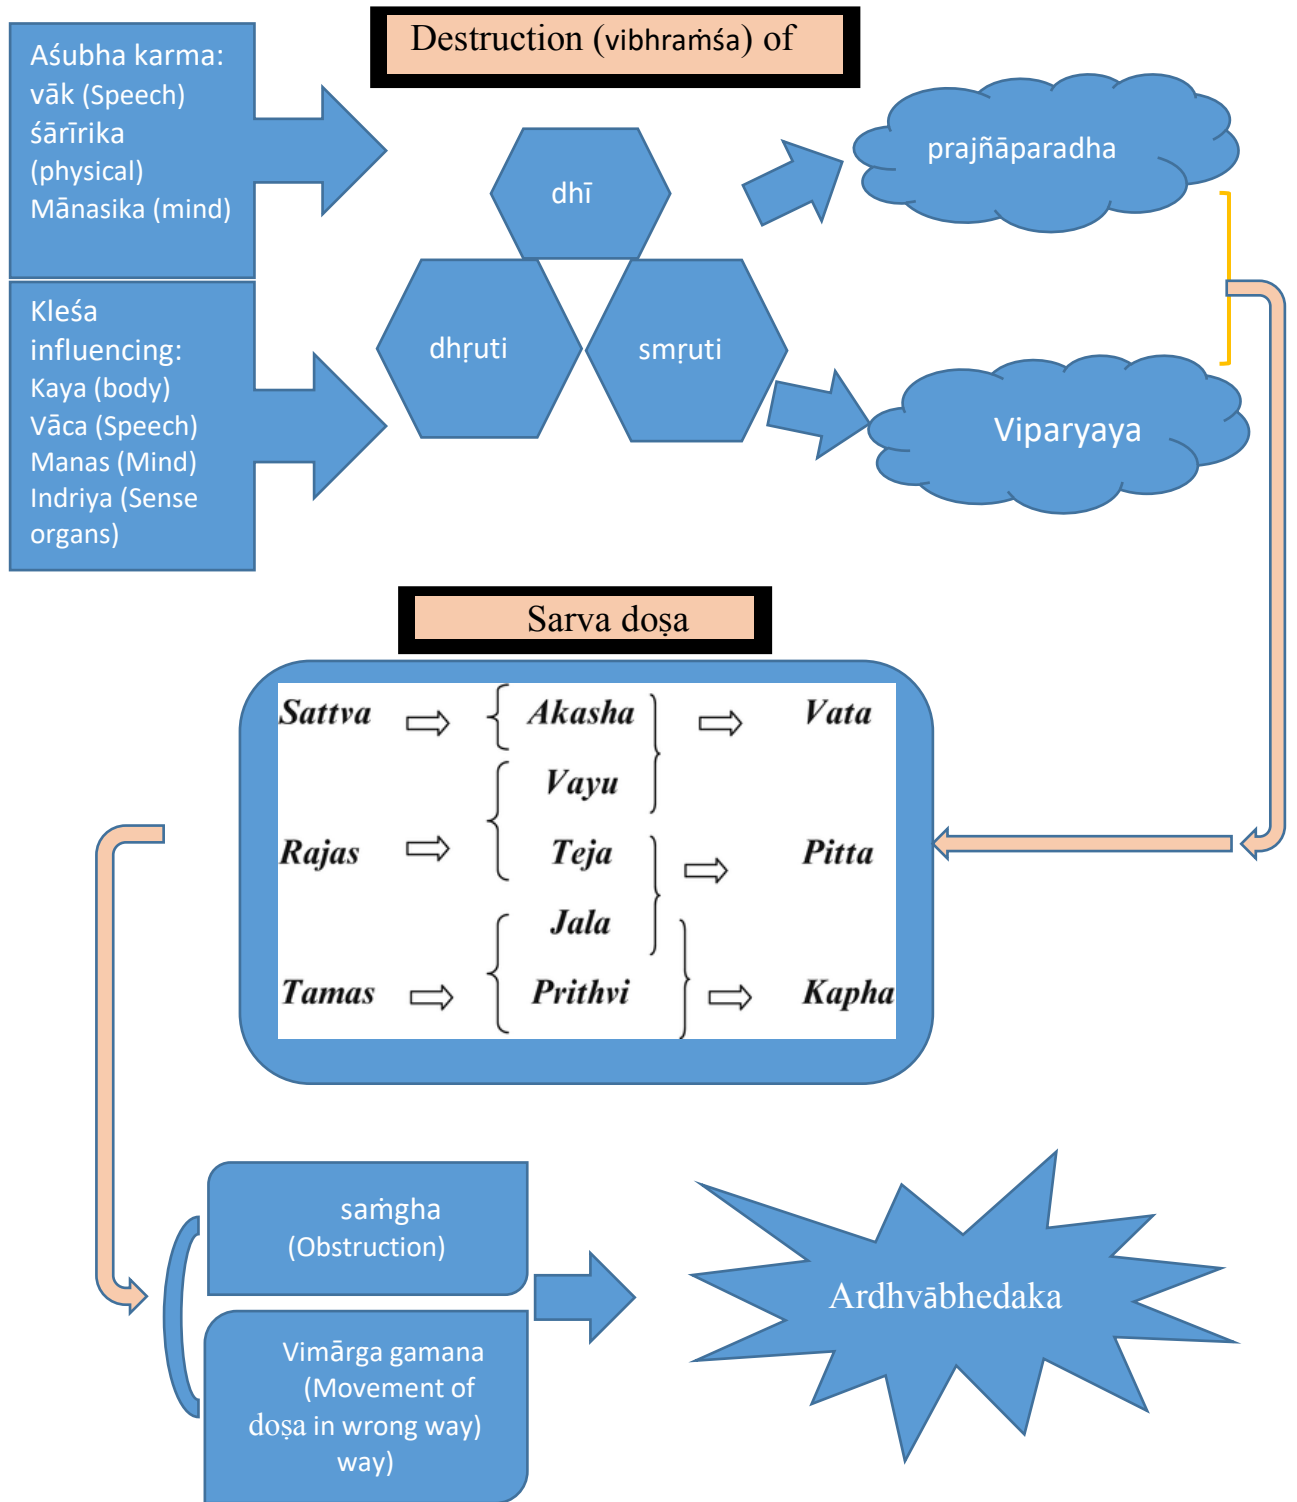 Destruction (vibhraṁśa) of
Aśubha karma:
vāk (Speech)
śārīrika
(physical)
Mānasika (mind)
Kleśa
influencing:
Kaya (body)
Vāca (Speech)
Manas (Mind)
Indriya (Sense
organs)
dhī
dhṛuti
smṛuti
prajñāparadha
Viparyaya
Sarva doṣa
Sattva
Akasha
Vata
Vayu
Rajas
Teja
Pitta
Jala
Tamas
Prithvi
Kapha
saṁgha
(Obstruction)
Vimārga gamana
(Movement of
doṣa in wrong way)
way)
Ardhvābhedaka